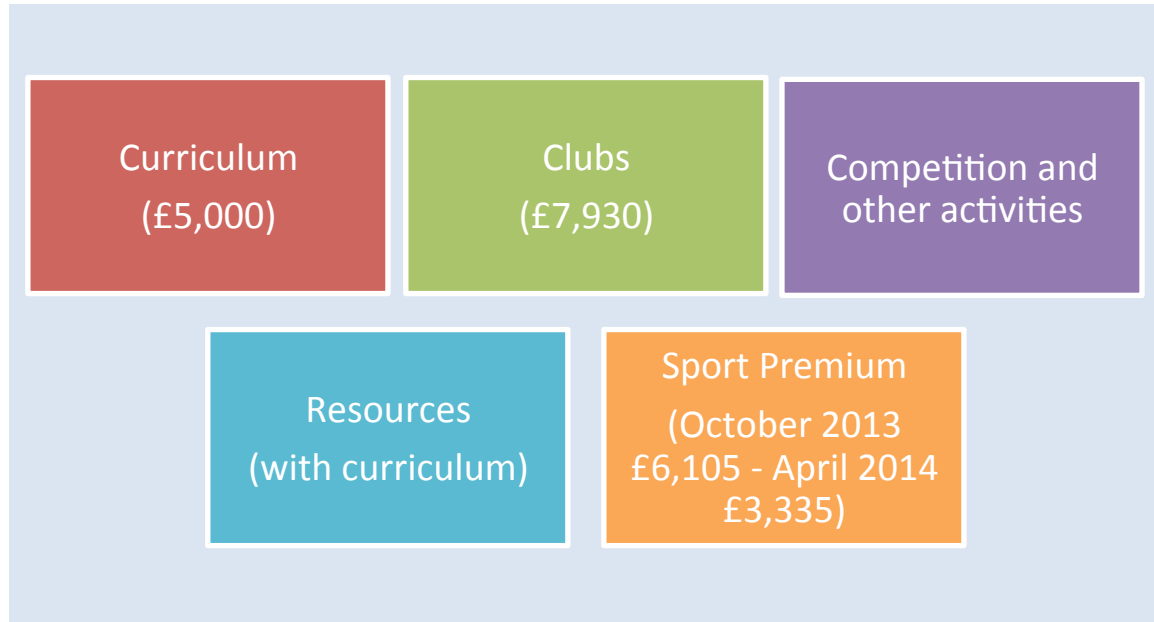 Curriculum
(£5,000)
Clubs
(£7,930)
Competition and
other activities
Resources
(with curriculum)
Sport Premium
(October 2013
£6,105 - April 2014
£3,335)